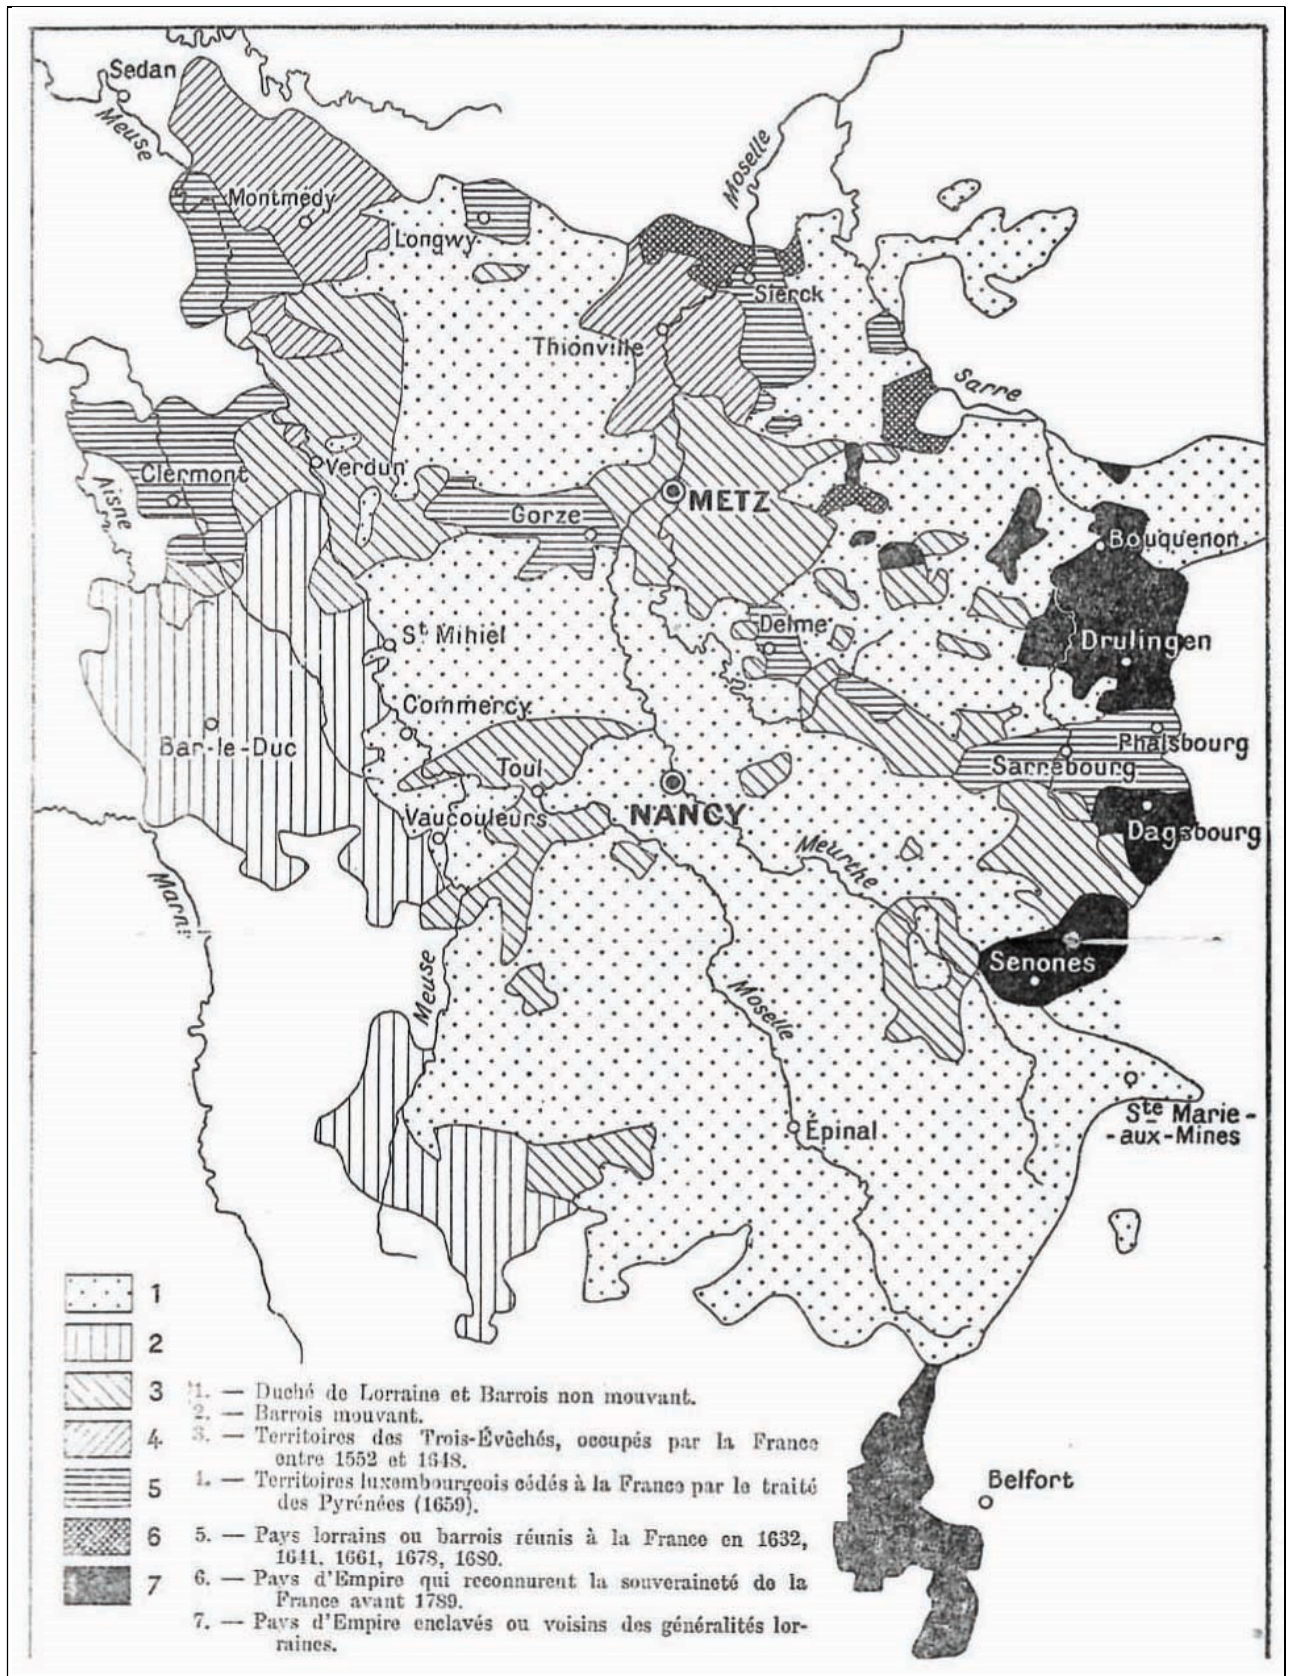 Sedan
Meuse
Montmédy
Longwy
Moselle
Sierck
Thionville
Sarre
Clermont
Verdun
Aisne
Gorze
METZ
Bouquenon
Delme
Drulingen
St Mihiel
Commercy
Bar-le-Duc
Toul
Phalsbourg
Sarrebourg
Vaucouleurs
NANCY
Dagsbourg
Meurthe
Marne
Senones
Meuse
Moselle
Ste Marie-
-aux-Mines
Épinal
Belfort
1
2
3
4
5
6
7
1. — Duché de Lorraine et Barrois non mouvant.
2. — Barrois mouvant.
3. — Territoires des Trois-Évêchés, occupés par la France
entre 1552 et 1648.
4. — Territoires luxembourgeois cédés à la France par le traité
des Pyrénées (1659).
5. — Pays lorrains ou barrois réunis à la France en 1632,
1641, 1661, 1678, 1680.
6. — Pays d'Empire qui reconnurent la souveraineté de la
France avant 1789.
7. — Pays d'Empire enclavés ou voisins des généralités lor-
raines.